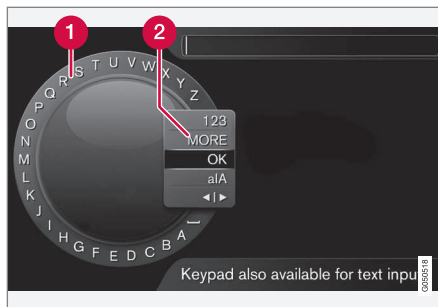 1
2
A B C D E F G H I J K L M N O P Q R S T U V W X Y Z
123
MORE
OK
a|A
◄|►
Keypad also available for text inpu
G050518